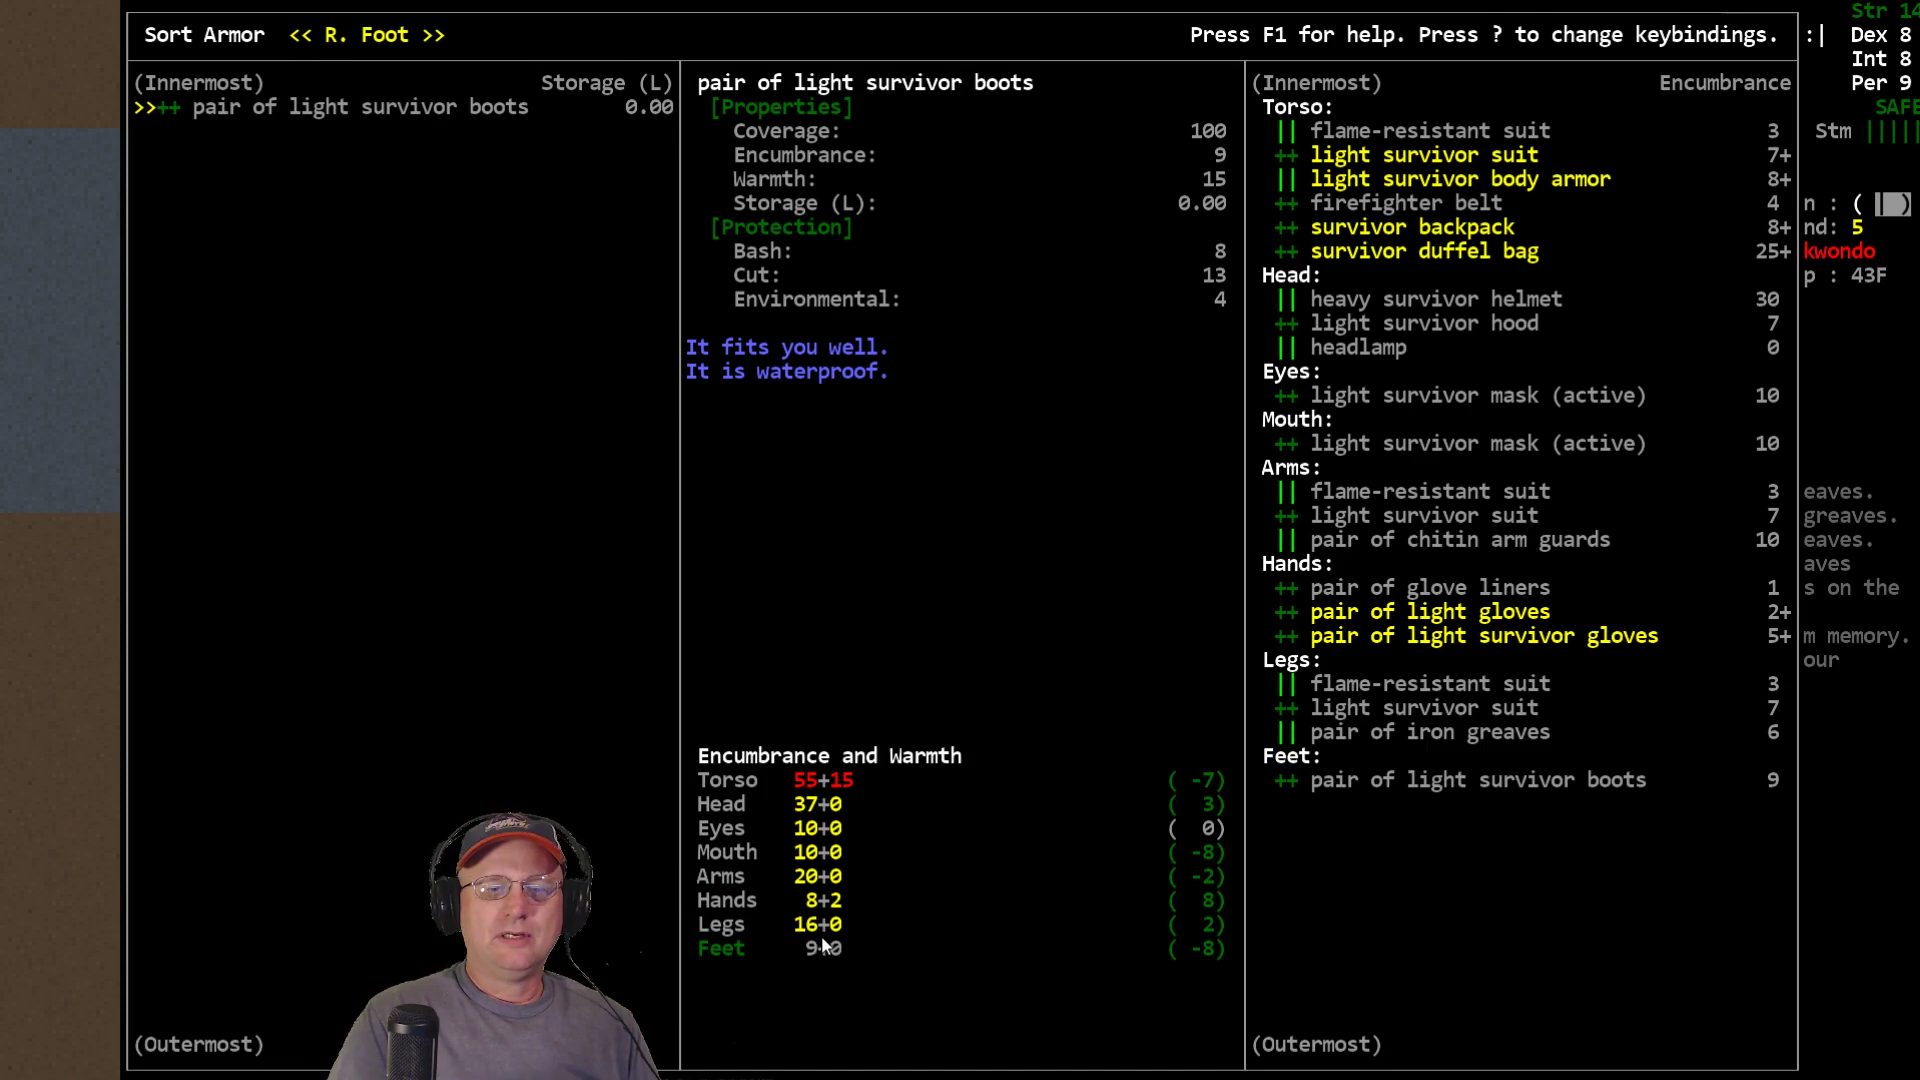 Sort Armor << R. Foot >> Press F1 for help. Press ? to change keybindings.
(Innermost) Storage (L)
>>++ pair of light survivor boots 0.00
(Outermost)
pair of light survivor boots
[Properties]
Coverage: 100
Encumbrance: 9
Warmth: 15
Storage (L): 0.00
[Protection]
Bash: 8
Cut: 13
Environmental: 4
It fits you well.
It is waterproof.
Encumbrance and Warmth
Torso 55+15 ( -7)
Head 37+0 ( 3)
Eyes 10+0 ( 0)
Mouth 10+0 ( -8)
Arms 20+0 ( -2)
Hands 8+2 ( 8)
Legs 16+0 ( 2)
Feet 9+0 ( -8)
(Innermost) Encumbrance
Torso:
|| flame-resistant suit 3
++ light survivor suit 7+
|| light survivor body armor 8+
++ firefighter belt 4
++ survivor backpack 8+
++ survivor duffel bag 25+
Head:
|| heavy survivor helmet 30
++ light survivor hood 7
|| headlamp 0
Eyes:
++ light survivor mask (active) 10
Mouth:
++ light survivor mask (active) 10
Arms:
|| flame-resistant suit 3
++ light survivor suit 7
|| pair of chitin arm guards 10
Hands:
++ pair of glove liners 1
++ pair of light gloves 2+
++ pair of light survivor gloves 5+
Legs:
|| flame-resistant suit 3
++ light survivor suit 7
|| pair of iron greaves 6
Feet:
++ pair of light survivor boots 9
(Outermost)
Str 14
:| Dex 8
Int 8
Per 9
SAFE
Stm |||||
n : ( | )
nd: 5
kwondo
p : 43F
eaves.
greaves.
eaves.
aves
s on the
m memory.
our